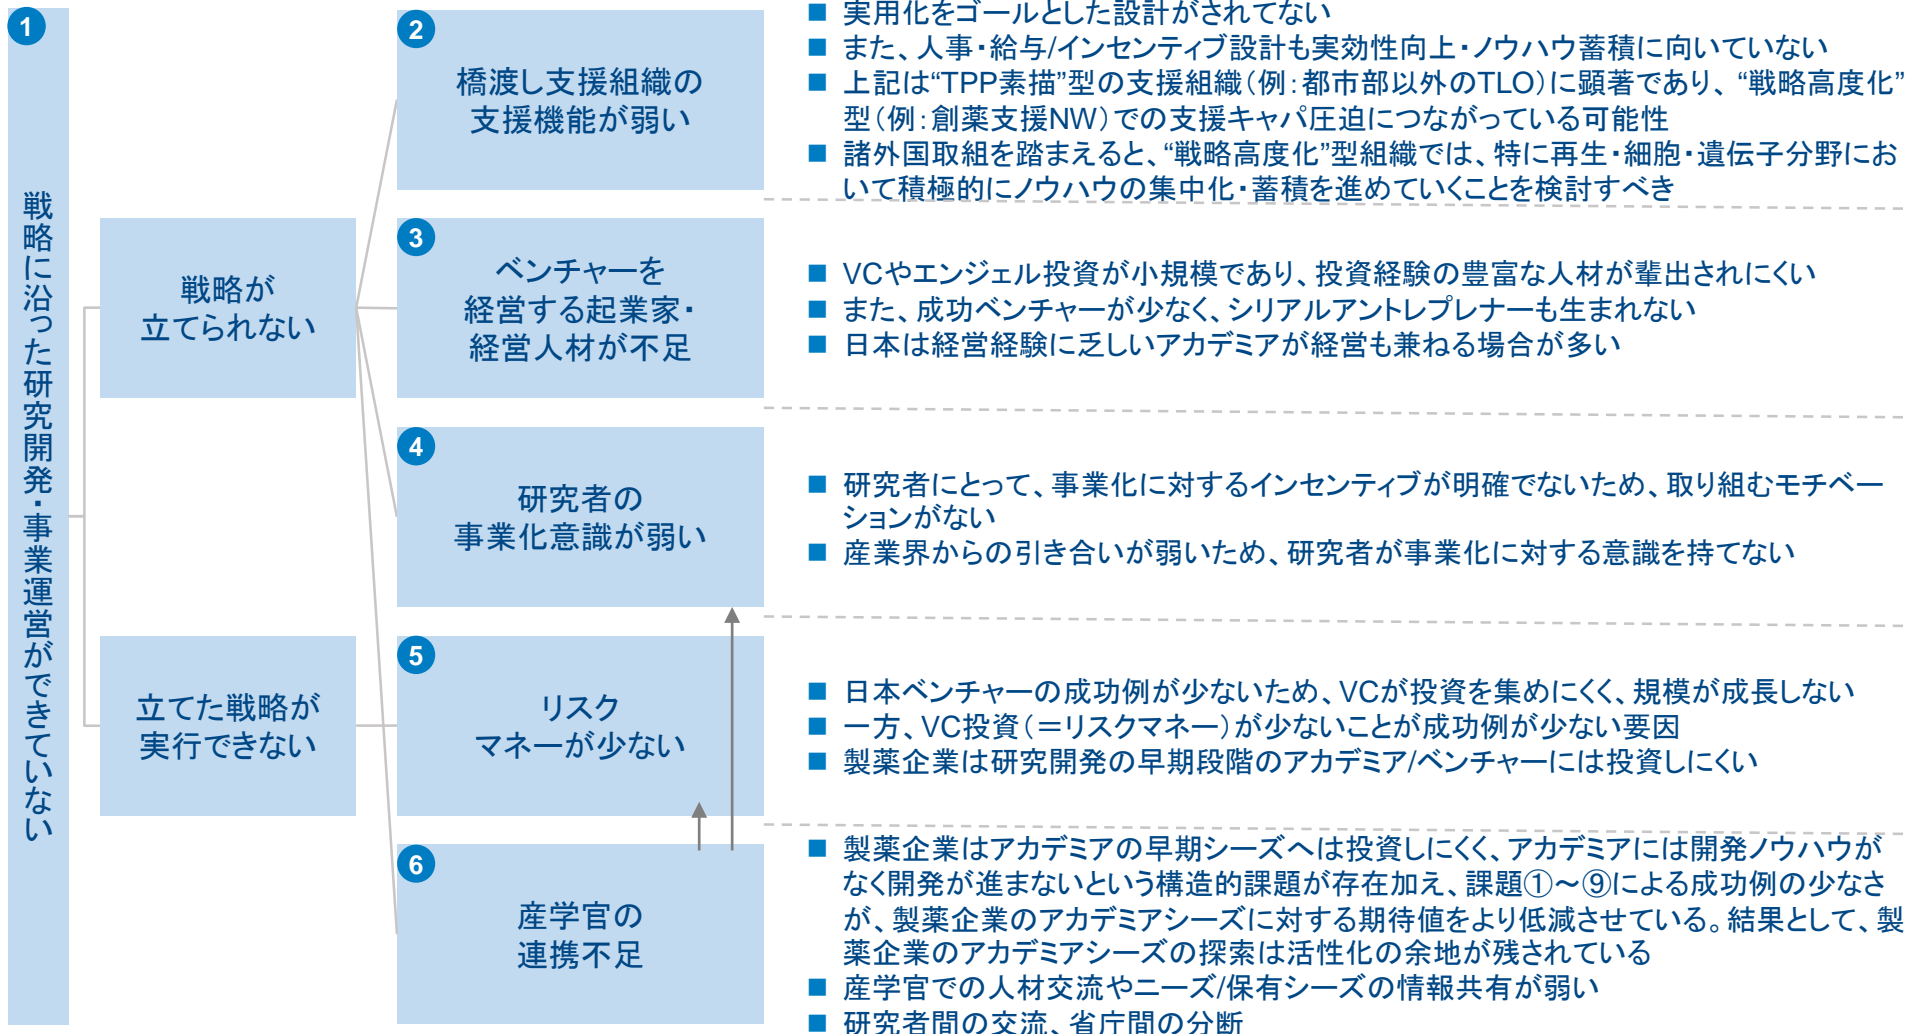 1
戦略に沿った研究開発・事業運営ができていない
戦略が
立てられない
立てた戦略が
実行できない
2
橋渡し支援組織の
支援機能が弱い
■ 実用化をゴールとした設計がされてない
■ また、人事・給与/インセンティブ設計も実効性向上・ノウハウ蓄積に向いていない
■ 上記は“TPP素描”型の支援組織（例：都市部以外のTLO）に顕著であり、“戦略高度化”
型（例：創薬支援NW）での支援キャパ圧迫につながっている可能性
■ 諸外国取組を踏まえると、“戦略高度化”型組織では、特に再生・細胞・遺伝子分野にお
いて積極的にノウハウの集中化・蓄積を進めていくことを検討すべき
3
ベンチャーを
経営する起業家・
経営人材が不足
■ VCやエンジェル投資が小規模であり、投資経験の豊富な人材が輩出されにくい
■ また、成功ベンチャーが少なく、シリアルアントレプレナーも生まれない
■ 日本は経営経験に乏しいアカデミアが経営も兼ねる場合が多い
4
研究者の
事業化意識が弱い
■ 研究者にとって、事業化に対するインセンティブが明確でないため、取り組むモチベー
ションがない
■ 産業界からの引き合いが弱いため、研究者が事業化に対する意識を持てない
5
リスク
マネーが少ない
■ 日本ベンチャーの成功例が少ないため、VCが投資を集めにくく、規模が成長しない
■ 一方、VC投資（＝リスクマネー）が少ないことが成功例が少ない要因
■ 製薬企業は研究開発の早期段階のアカデミア/ベンチャーには投資しにくい
6
産学官の
連携不足
■ 製薬企業はアカデミアの早期シーズへは投資しにくく、アカデミアには開発ノウハウが
なく開発が進まないという構造的課題が存在加え、課題①～⑨による成功例の少なさ
が、製薬企業のアカデミアシーズに対する期待値をより低減させている。結果として、製
薬企業のアカデミアシーズの探索は活性化の余地が残されている
■ 産学官での人材交流やニーズ/保有シーズの情報共有が弱い
■ 研究者間の交流、省庁間の分断